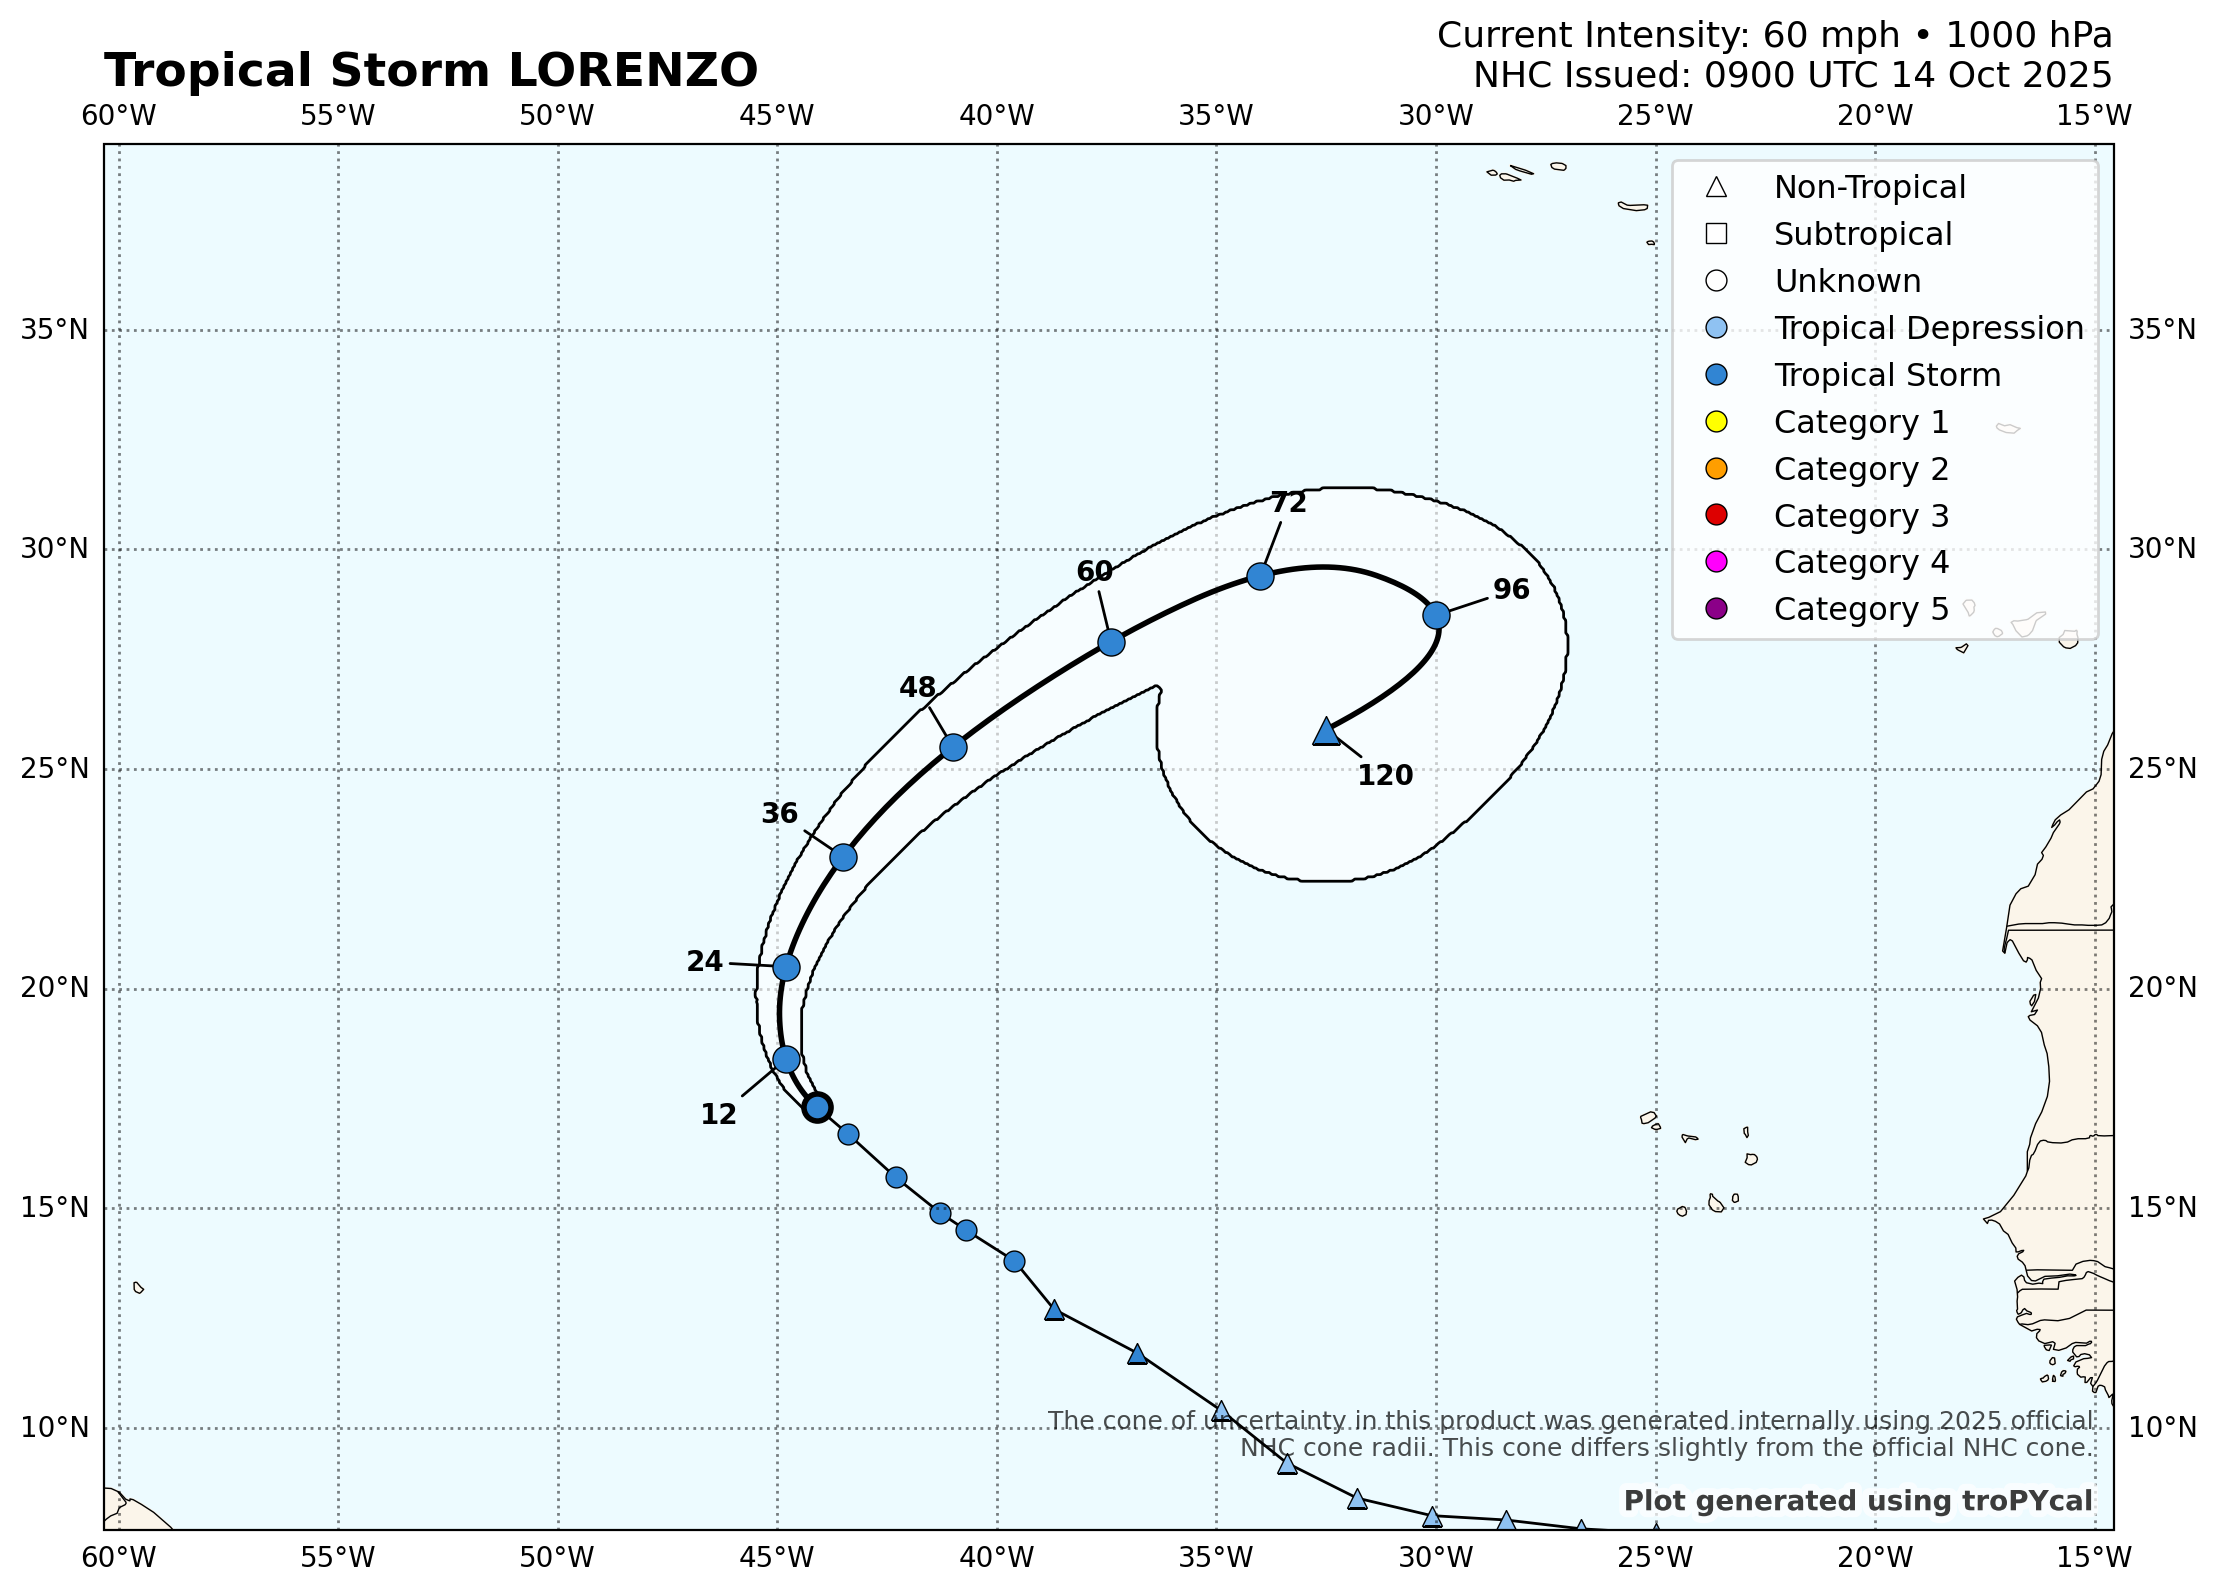 Tropical Storm LORENZO
Current Intensity: 60 mph • 1000 hPa
NHC Issued: 0900 UTC 14 Oct 2025
60°W 55°W 50°W 45°W 40°W 35°W 30°W 25°W 20°W 15°W
Non-Tropical
Subtropical
Unknown
Tropical Depression
Tropical Storm
Category 1
Category 2
Category 3
Category 4
Category 5
35°N 35°N
30°N 30°N
25°N 25°N
20°N 20°N
15°N 15°N
10°N 10°N
72
60
96
48
120
36
24
12
The cone of uncertainty in this product was generated internally using 2025 official
NHC cone radii. This cone differs slightly from the official NHC cone.
Plot generated using troPYcal
60°W 55°W 50°W 45°W 40°W 35°W 30°W 25°W 20°W 15°W